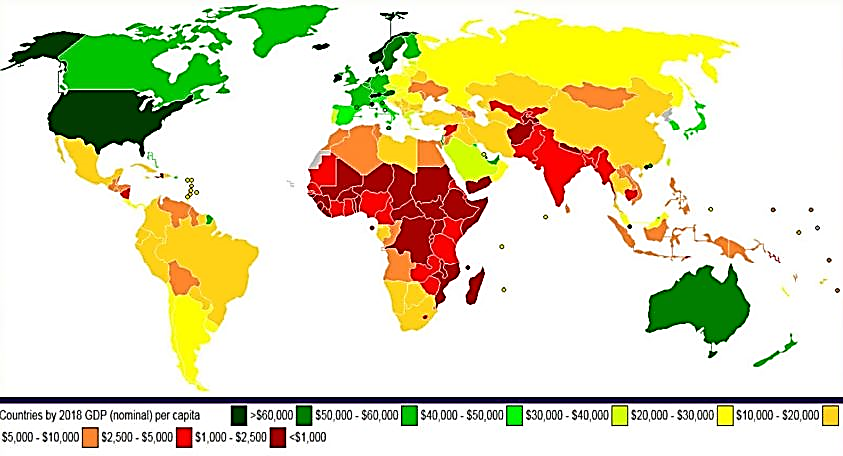 Countries by 2018 GDP (nominal) per capita >$60,000 $50,000 - $60,000 $40,000 - $50,000 $30,000 - $40,000 $20,000 - $30,000 $10,000 - $20,000
$5,000 - $10,000 $2,500 - $5,000 $1,000 - $2,500 <$1,000